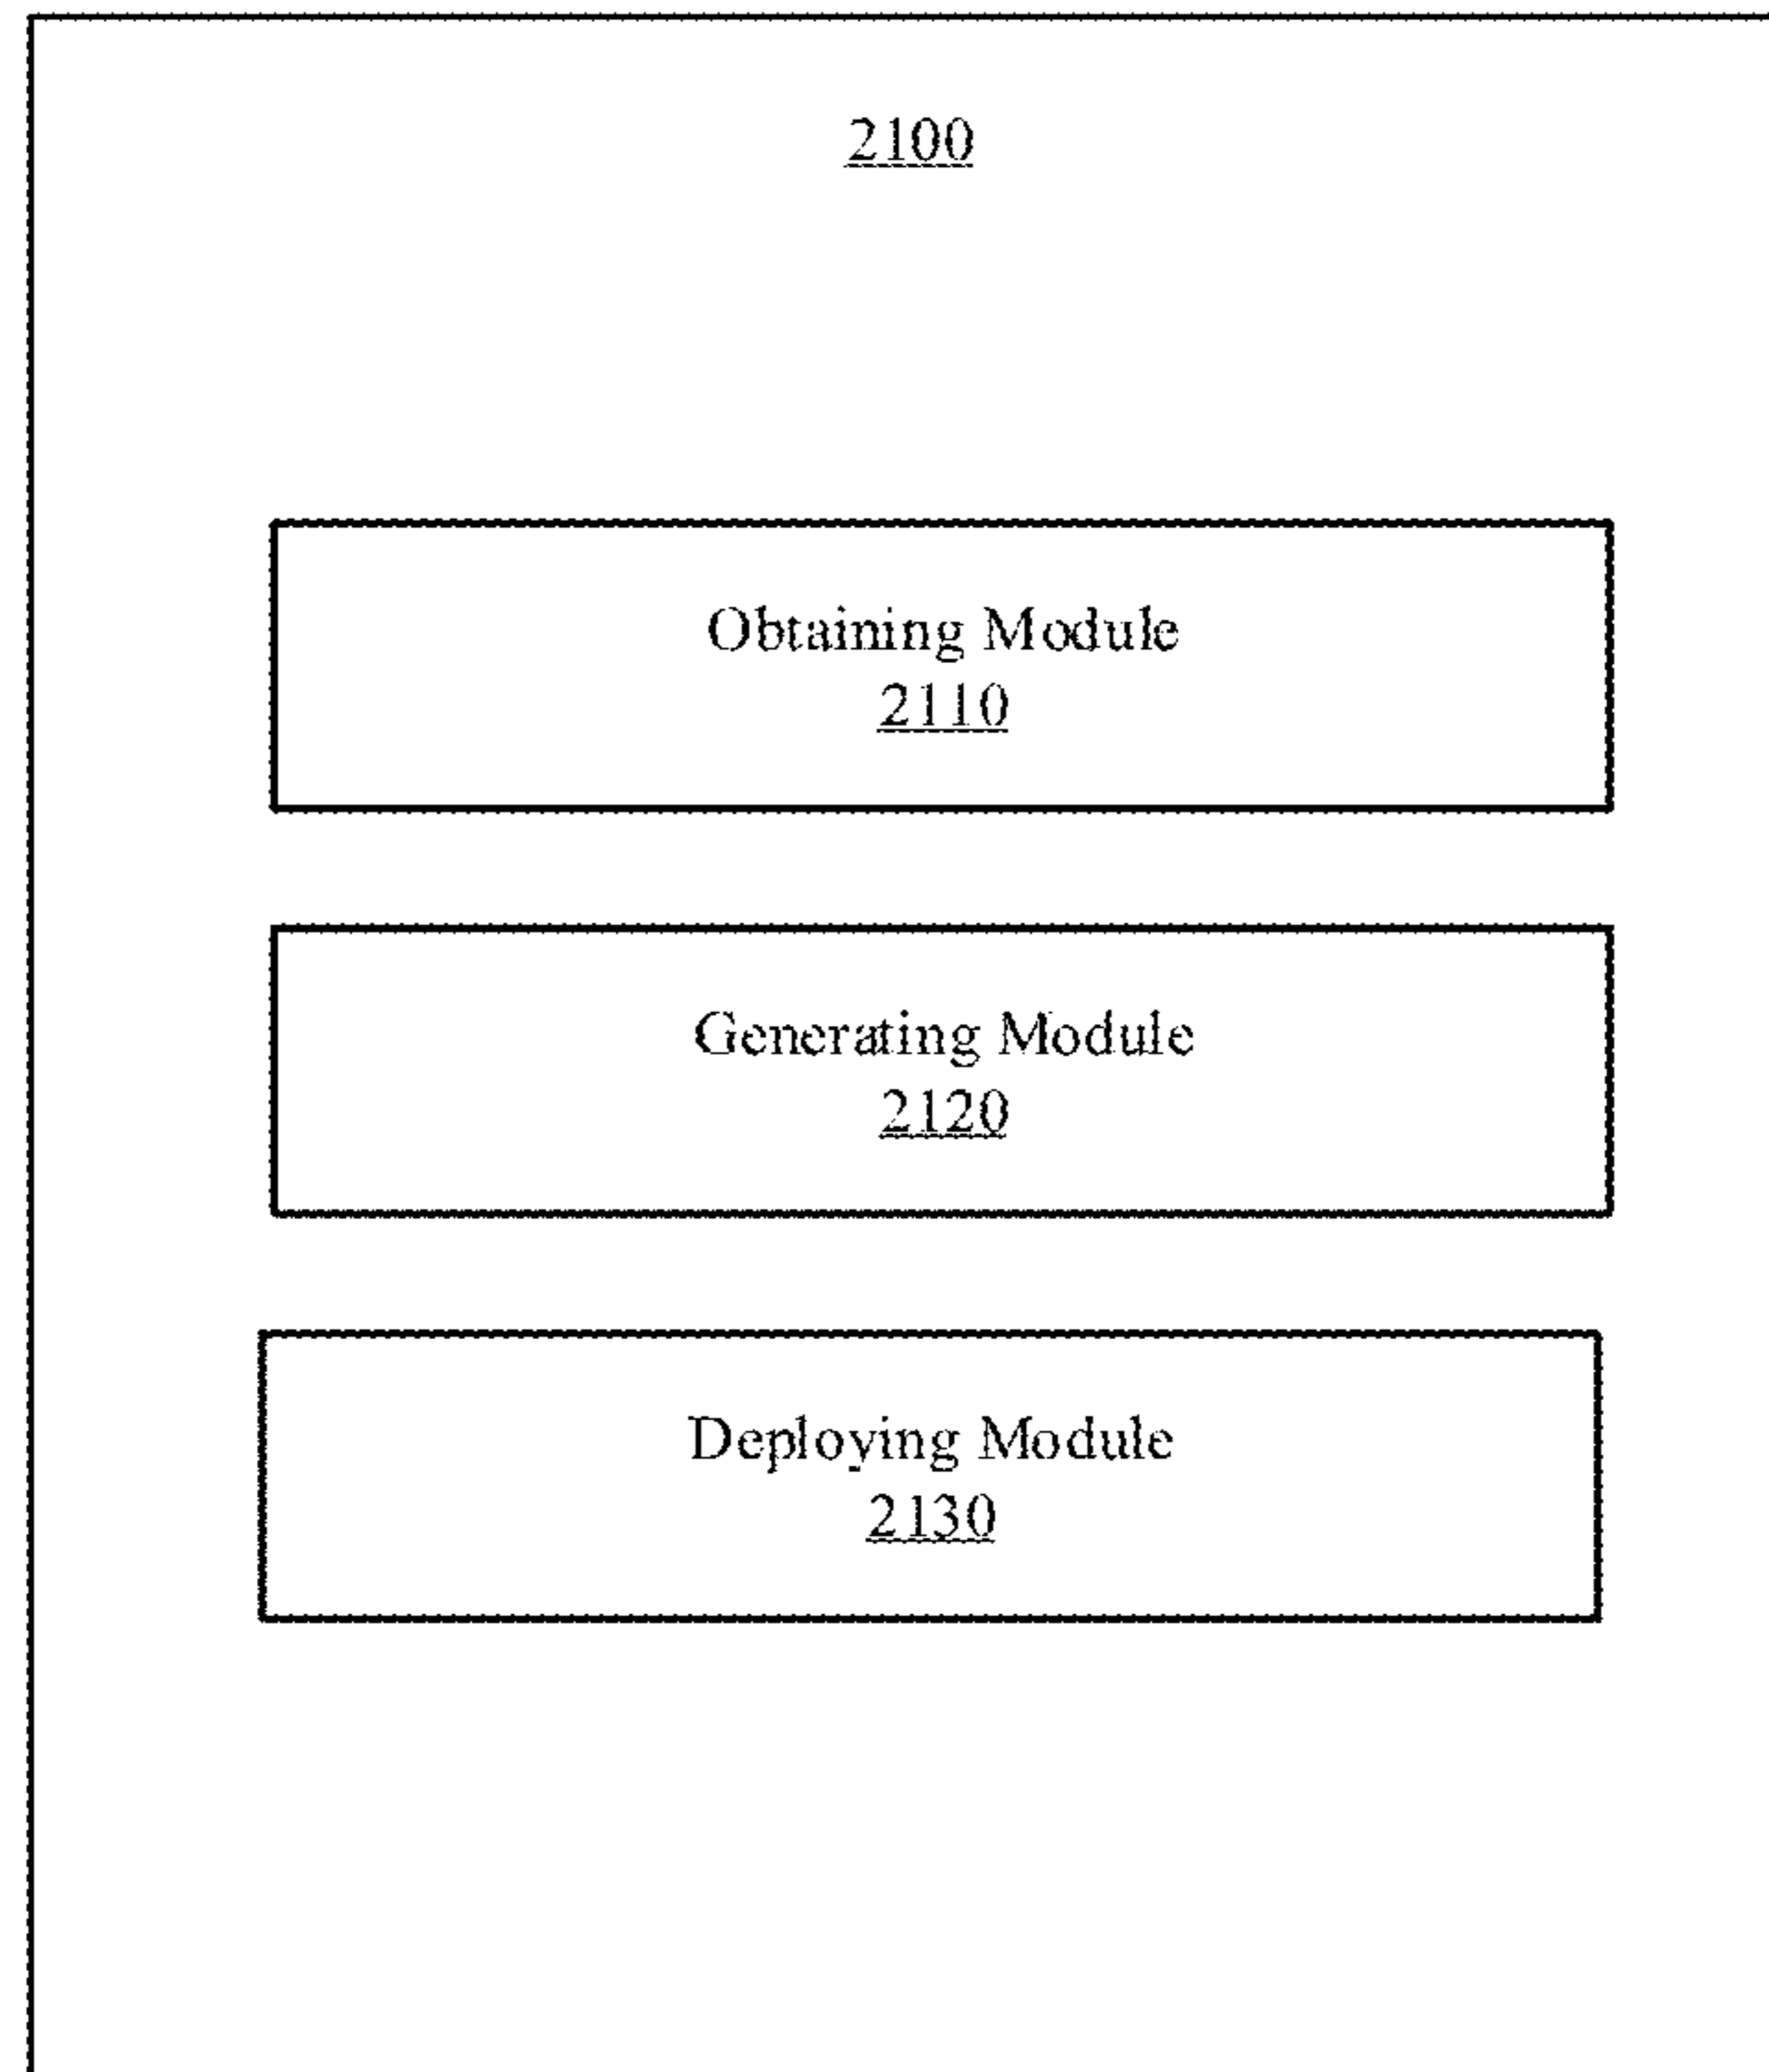 2100
Obtaining Module
2110
Generating Module
2120
Deploying Module
2130